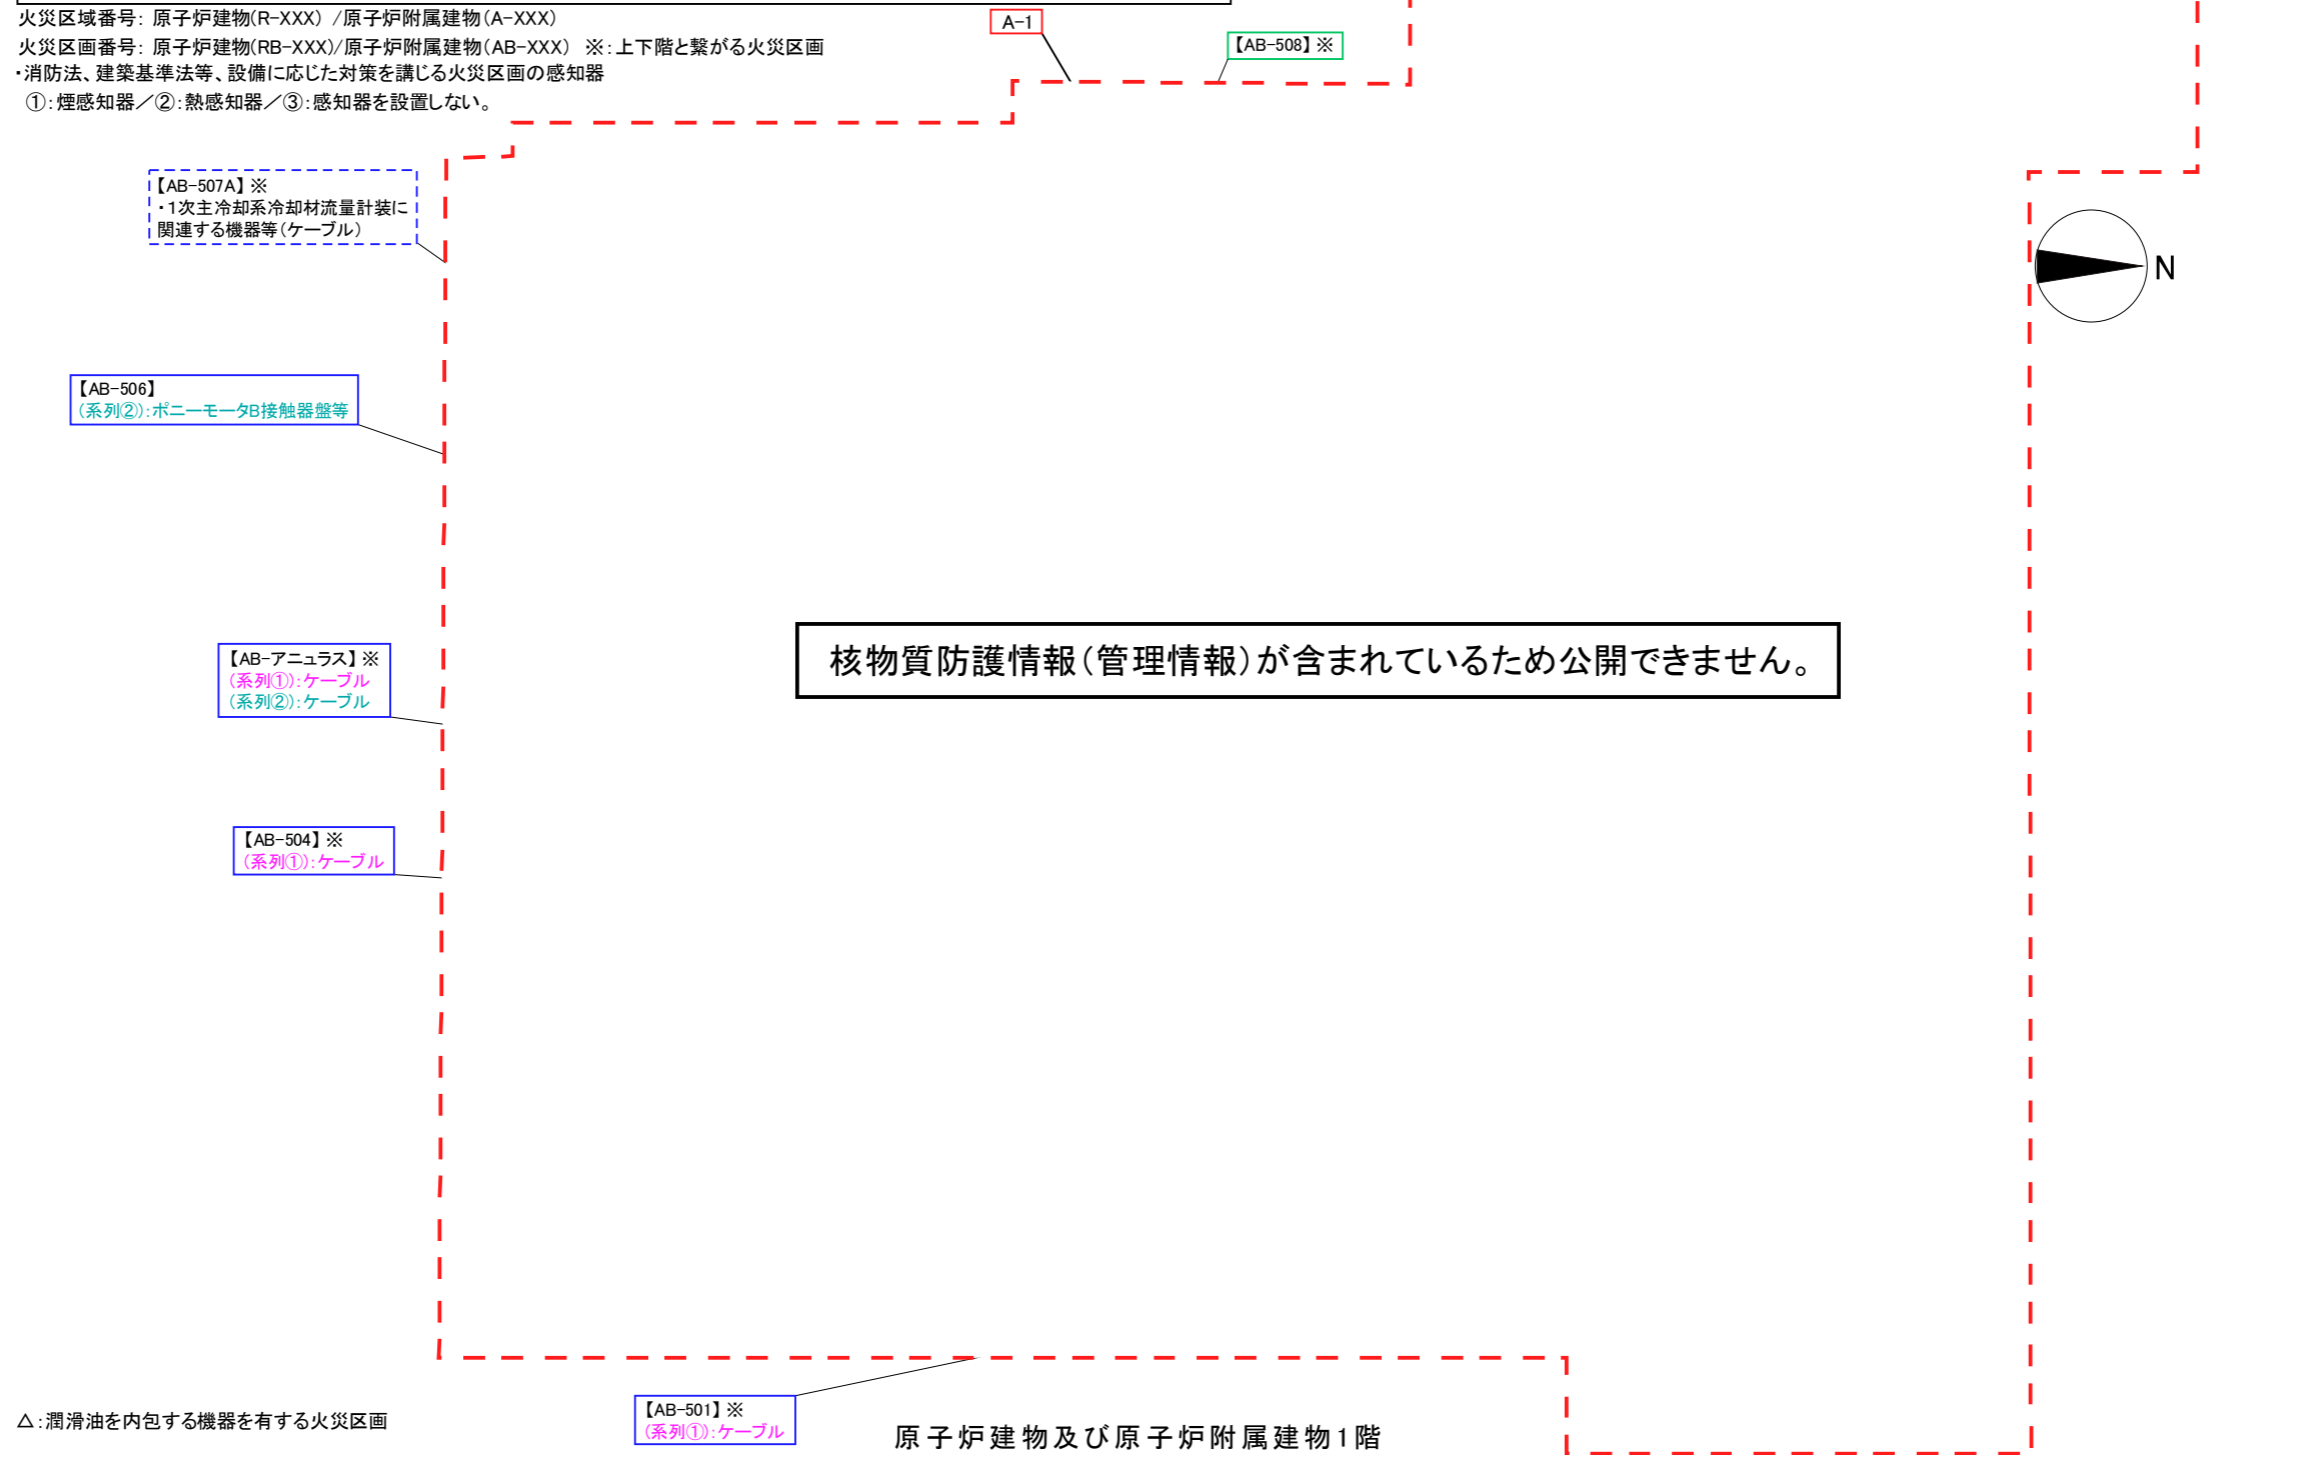 火災区域番号: 原子炉建物(R-XXX) /原子炉附属建物(A-XXX)
火災区画番号: 原子炉建物(RB-XXX)/原子炉附属建物(AB-XXX) ※:上下階と繋がる火災区画
・消防法、建築基準法等、設備に応じた対策を講じる火災区画の感知器
①:煙感知器/②:熱感知器/③:感知器を設置しない。
A-1
【AB-508】※
【AB-507A】※
・1次主冷却系冷却材流量計装に
関連する機器等(ケーブル)
N
【AB-506】
(系列②):ポニーモータB接触器盤等
【AB-アニュラス】※
(系列①):ケーブル
(系列②):ケーブル
核物質防護情報(管理情報)が含まれているため公開できません。
【AB-504】※
(系列①):ケーブル
【AB-501】※
(系列①):ケーブル
△:潤滑油を内包する機器を有する火災区画
原子炉建物及び原子炉附属建物1階